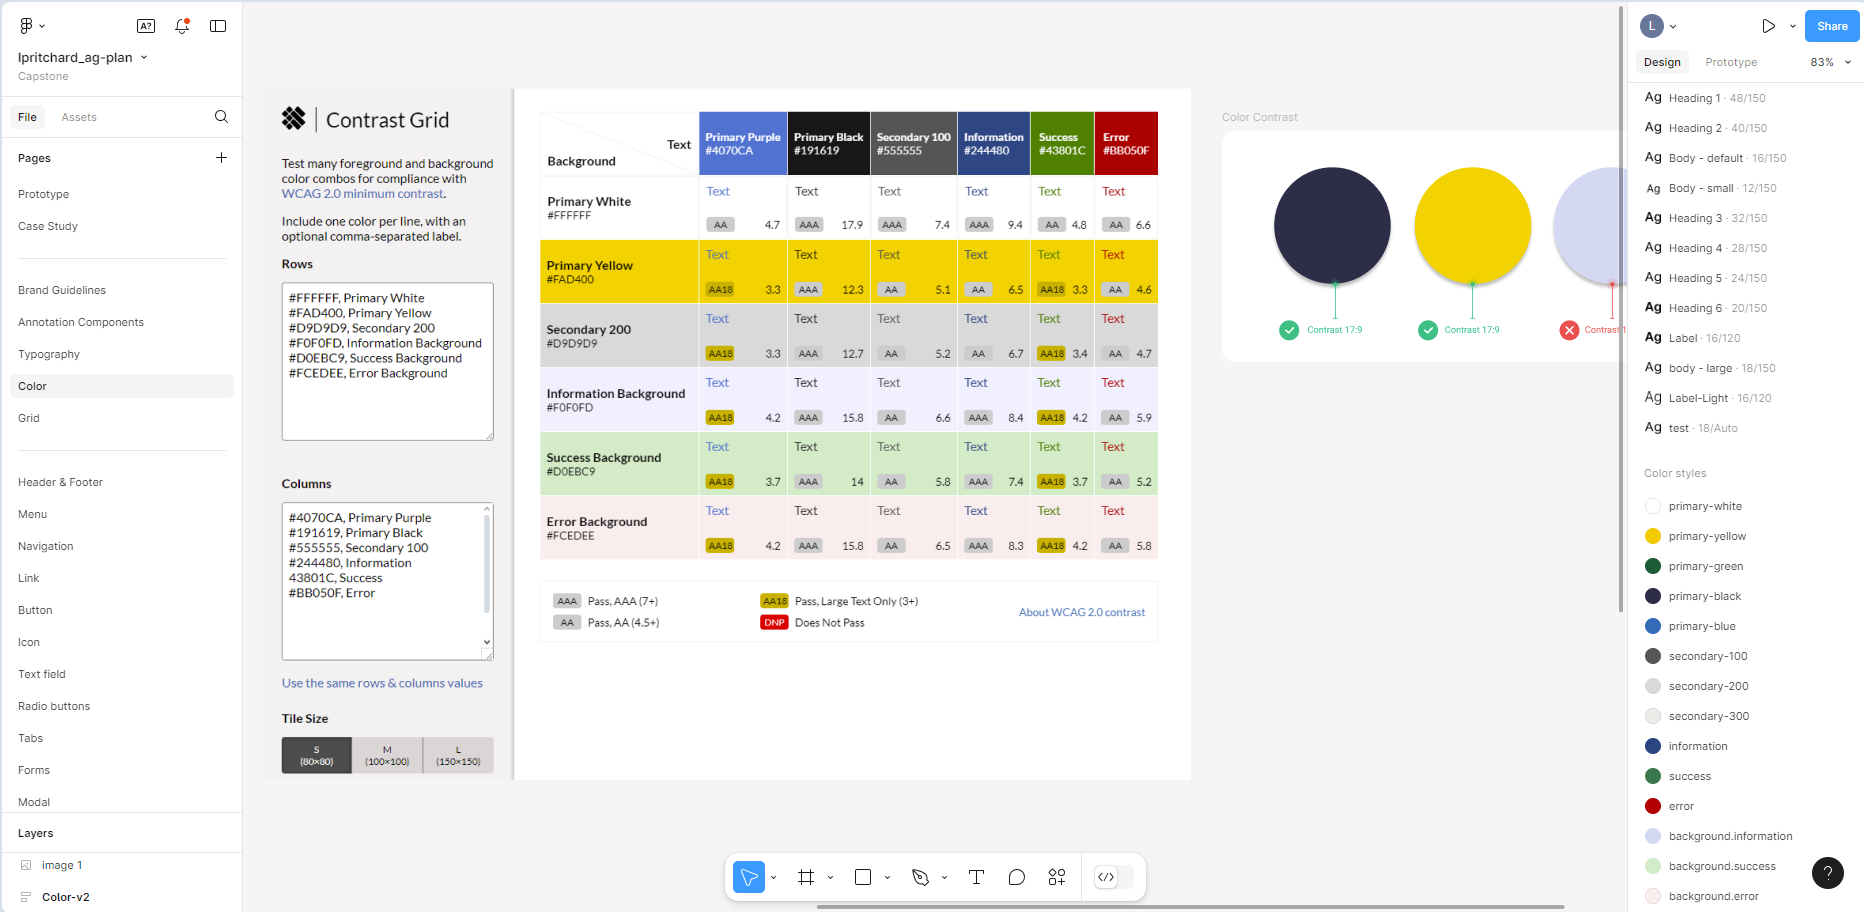 A?
lpritchard_ag-plan
Capstone
File
Assets
Pages
Prototype
Case Study
Brand Guidelines
Annotation Components
Typography
Color
Grid
Header & Footer
Menu
Navigation
Link
Button
Icon
Text field
Radio buttons
Tabs
Forms
Modal
Layers
image 1
Color-v2
Contrast Grid
Test many foreground and background
color combos for compliance with
WCAG 2.0 minimum contrast.
Include one color per line, with an
optional comma-separated label.
Rows
#FFFFFF, Primary White
#FAD400, Primary Yellow
#D9D9D9, Secondary 200
#F0F0FD, Information Background
#D0EBC9, Success Background
#FCEDEE, Error Background
Columns
#4070CA, Primary Purple
#191619, Primary Black
#555555, Secondary 100
#244480, Information
43801C, Success
#BB050F, Error
Use the same rows & columns values
Tile Size
S M L
(80×80) (100×100) (150×150)
Text
Background
Primary Purple Primary Black Secondary 100 Information Success Error
#4070CA #191619 #555555 #244480 #43801C #BB050F
Text Text Text Text Text Text
Primary White
#FFFFFF
AA 4.7 AAA 17.9 AAA 7.4 AAA 9.4 AA 4.8 AA 6.6
Text Text Text Text Text Text
Primary Yellow
#FAD400
AA18 3.3 AAA 12.3 AA 5.1 AA 6.5 AA18 3.3 AA 4.6
Text Text Text Text Text Text
Secondary 200
#D9D9D9
AA18 3.3 AAA 12.7 AA 5.2 AA 6.7 AA18 3.4 AA 4.7
Text Text Text Text Text Text
Information Background
#F0F0FD
AA18 4.2 AAA 15.8 AA 6.6 AAA 8.4 AA18 4.2 AA 5.9
Text Text Text Text Text Text
Success Background
#D0EBC9
AA18 3.7 AAA 14 AA 5.8 AAA 7.4 AA18 3.7 AA 5.2
Text Text Text Text Text Text
Error Background
#FCEDEE
AA18 4.2 AAA 15.8 AA 6.5 AAA 8.3 AA18 4.2 AA 5.8
AAA Pass, AAA (7+) AA18 Pass, Large Text Only (3+)
AA Pass, AA (4.5+) DNP Does Not Pass
About WCAG 2.0 contrast
Color Contrast
Contrast 17:9
Contrast 17:9
Contrast 1
L
Share
Design
Prototype
83%
Ag Heading 1 · 48/150
Ag Heading 2 · 40/150
Ag Body - default · 16/150
Ag Body - small · 12/150
Ag Heading 3 · 32/150
Ag Heading 4 · 28/150
Ag Heading 5 · 24/150
Ag Heading 6 · 20/150
Ag Label · 16/120
Ag body - large · 18/150
Ag Label-Light · 16/120
Ag test · 18/Auto
Color styles
primary-white
primary-yellow
primary-green
primary-black
primary-blue
secondary-100
secondary-200
secondary-300
information
success
error
background.information
background.success
background.error
?